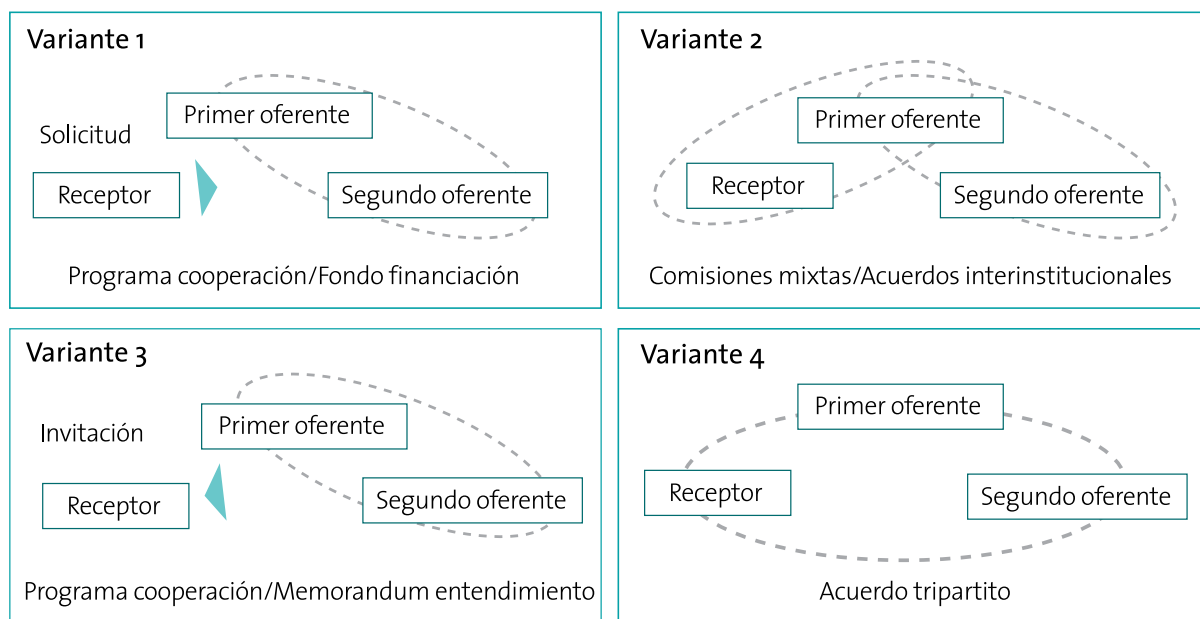 Variante 1
Primer oferente
Solicitud
Receptor
Segundo oferente
Programa cooperación/Fondo financiación
Variante 2
Primer oferente
Receptor
Segundo oferente
Comisiones mixtas/Acuerdos interinstitucionales
Variante 3
Primer oferente
Invitación
Receptor
Segundo oferente
Programa cooperación/Memorandum entendimiento
Variante 4
Primer oferente
Receptor
Segundo oferente
Acuerdo tripartito